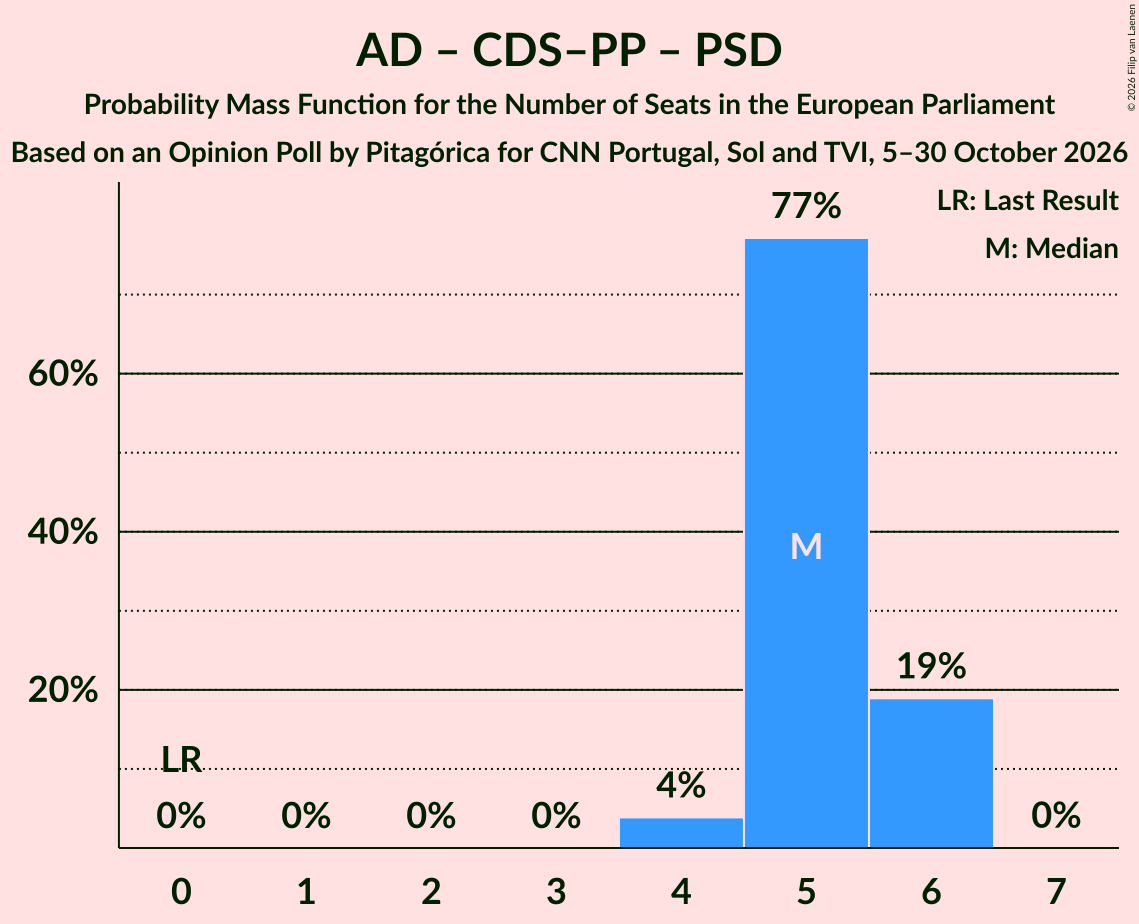 AD – CDS–PP – PSD
Probability Mass Function for the Number of Seats in the European Parliament
Based on an Opinion Poll by Pitagórica for CNN Portugal, Sol and TVI, 5–30 October 2026
© 2026 Filip van Laenen
LR: Last Result
M: Median
77%
60%
40%
M
20%
19%
LR
4%
0% 0% 0% 0% 0%
0 1 2 3 4 5 6 7